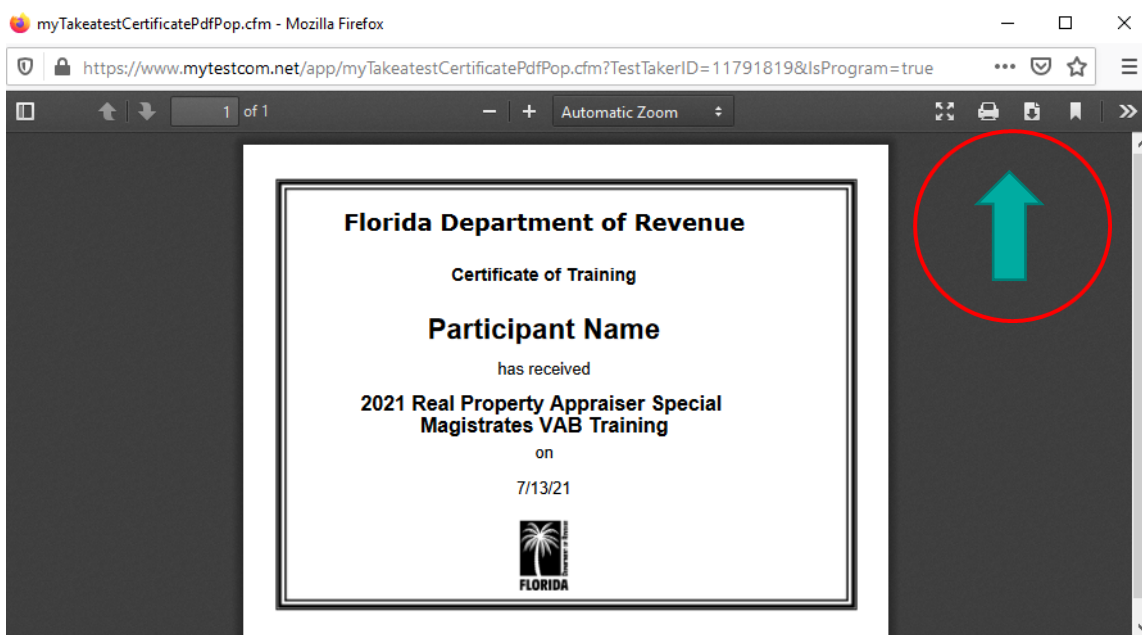 myTakeatestCertificatePdfPop.cfm - Mozilla Firefox
https://www.mytestcom.net/app/myTakeatestCertificatePdfPop.cfm?TestTakerID=11791819&IsProgram=true
1 of 1
Automatic Zoom
Florida Department of Revenue
Certificate of Training
Participant Name
has received
2021 Real Property Appraiser Special
Magistrates VAB Training
on
7/13/21
FLORIDA